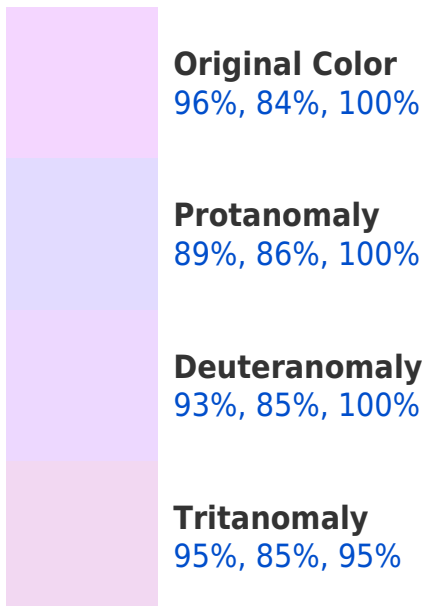 Original Color
96%, 84%, 100%
Protanomaly
89%, 86%, 100%
Deuteranomaly
93%, 85%, 100%
Tritanomaly
95%, 85%, 95%